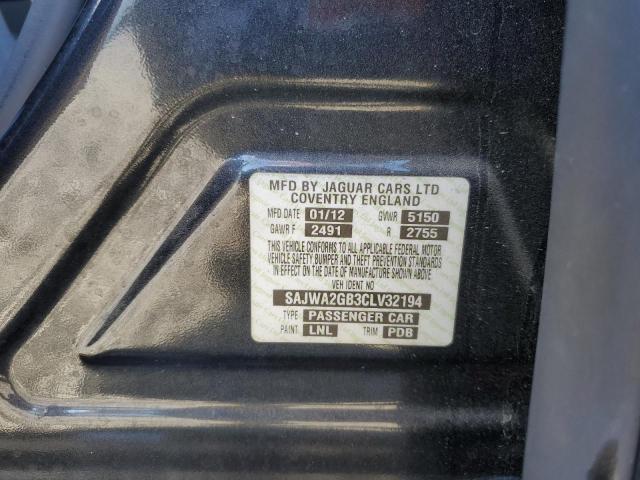 MFD BY JAGUAR CARS LTD
COVENTRY ENGLAND
MFD DATE 01/12 GVWR 5150
GAWR F 2491 R 2755
THIS VEHICLE CONFORMS TO ALL APPLICABLE FEDERAL MOTOR
VEHICLE SAFETY BUMPER AND THEFT PREVENTION STANDARDS
IN EFFECT ON THE DATE OF MANUFACTURE SHOWN ABOVE
VEH IDENT NO
SAJWA2GB3CLV32194
TYPE PASSENGER CAR
PAINT LNL TRIM PDB